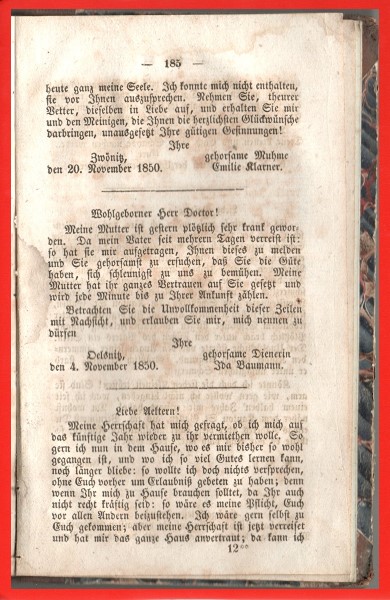 — 185 —
heute ganz meine Seele. Ich konnte mich nicht enthalten,
sie vor Ihnen auszusprechen. Nehmen Sie, theurer
Vetter, dieselben in Liebe auf, und erhalten Sie mir
und den Meinigen, die Ihnen die herzlichsten Glückwünsche
darbringen, unausgesetzt Ihre gütigen Gesinnungen!
Ihre
Zwönitz, gehorsame Muhme
den 20. November 1850. Emilie Klarner.
Wohlgeborner Herr Doctor!
Meine Mutter ist gestern plötzlich sehr krank gewor-
den. Da mein Vater seit mehrern Tagen verreist ist:
so hat sie mir aufgetragen, Ihnen dieses zu melden
und Sie gehorsamst zu ersuchen, daß Sie die Güte
haben, sich schleunigst zu uns zu bemühen. Meine
Mutter hat ihr ganzes Vertrauen auf Sie gesetzt und
wird jede Minute bis zu Ihrer Ankunft zählen.
Betrachten Sie die Unvollkommenheit dieser Zeilen
mit Nachsicht, und erlauben Sie mir, mich nennen zu
dürfen
Ihre
Oelsnitz, gehorsame Dienerin
den 4. November 1850. Ida Baumann.
Liebe Aeltern!
Meine Herrschaft hat mich gefragt, ob ich mich auf
das künftige Jahr wieder zu ihr vermiethen wolle. So
gern ich nun in dem Hause, wo es mir bisher so wohl
gegangen ist, und wo ich so viel Gutes lernen kann,
noch länger bliebe: so wollte ich doch nichts versprechen,
ohne Euch vorher um Erlaubniß gebeten zu haben; denn
wenn Ihr mich zu Hause brauchen solltet, da Ihr auch
nicht recht kräftig seid: so wäre es meine Pflicht, Euch
vor allen Andern beizustehen. Ich wäre gern selbst zu
Euch gekommen; aber meine Herrschaft ist jetzt verreiset
und hat mir das ganze Haus anvertraut; da kann ich
12**